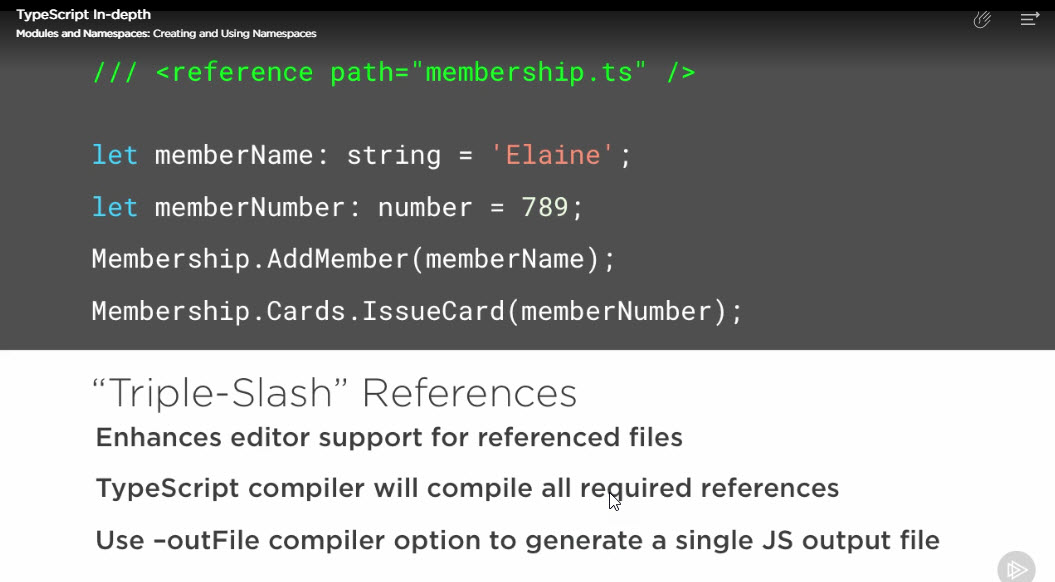 TypeScript In-depth
Modules and Namespaces: Creating and Using Namespaces
/// <reference path="membership.ts" />
let memberName: string = 'Elaine';
let memberNumber: number = 789;
Membership.AddMember(memberName);
Membership.Cards.IssueCard(memberNumber);
“Triple-Slash” References
Enhances editor support for referenced files
TypeScript compiler will compile all required references
Use –outFile compiler option to generate a single JS output file